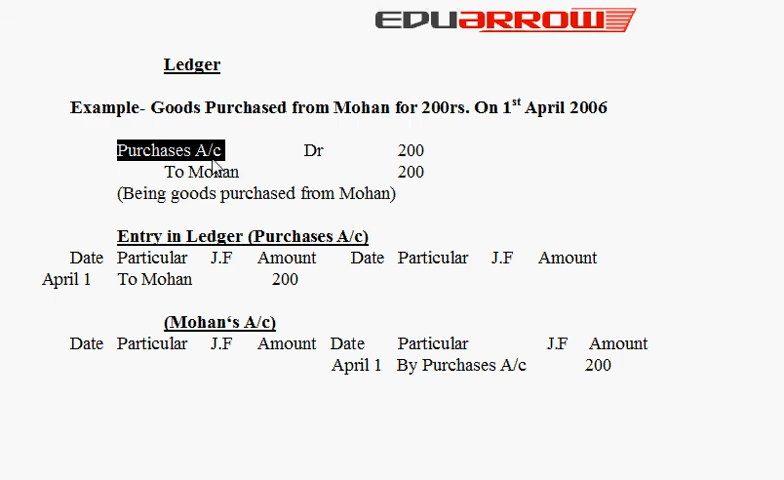 EDUARROW
Ledger
Example- Goods Purchased from Mohan for 200rs. On 1st April 2006
Purchases A/c Dr 200
To Mohan 200
(Being goods purchased from Mohan)
Entry in Ledger (Purchases A/c)
Date Particular J.F Amount Date Particular J.F Amount
April 1 To Mohan 200
(Mohan‘s A/c)
Date Particular J.F Amount Date Particular J.F Amount
April 1 By Purchases A/c 200